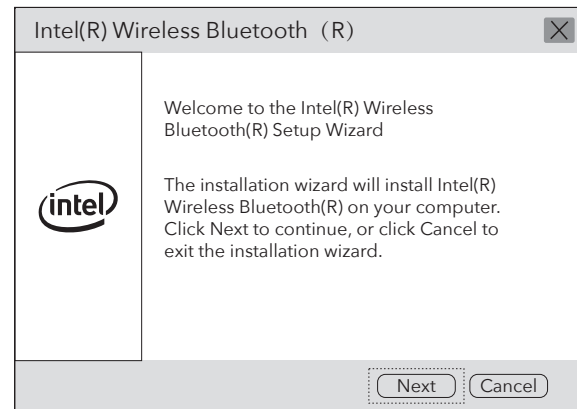 Intel(R) Wireless Bluetooth（R）
Welcome to the Intel(R) Wireless
Bluetooth(R) Setup Wizard
intel
The installation wizard will install Intel(R)
Wireless Bluetooth(R) on your computer.
Click Next to continue, or click Cancel to
exit the installation wizard.
Next Cancel